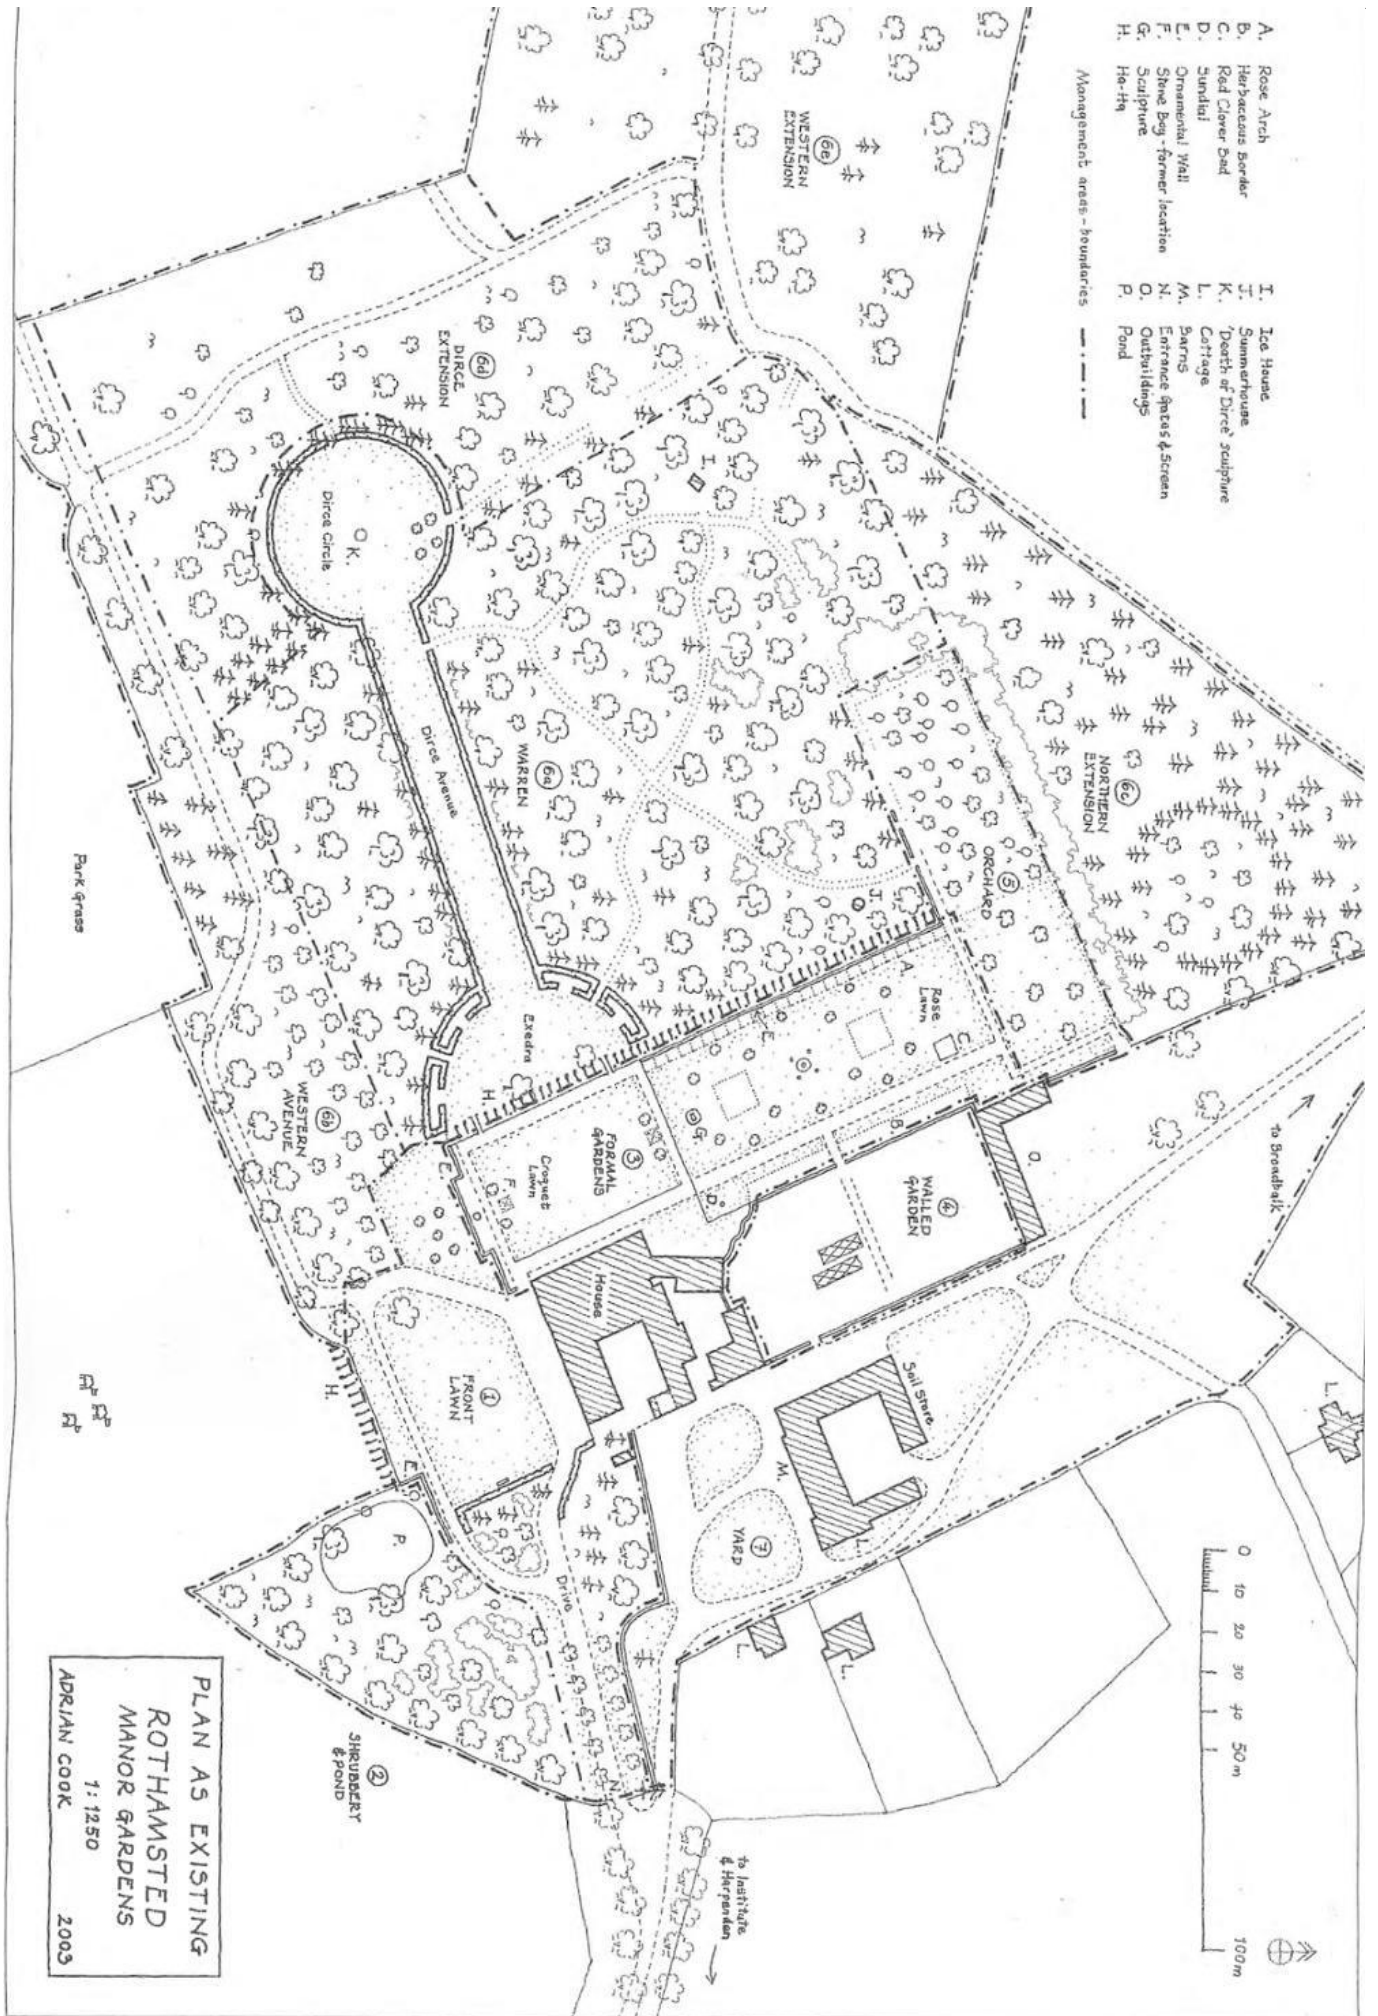 A. Rose Arch
B. Herbaceous Border
C. Red Clover Bed
D. Sundial
E. Ornamental Wall
F. Stone Boy - former location
G. Sculpture
H. Ha-Ha
I. Ice House
J. Summerhouse
K. 'Death of Dirce' sculpture
L. Cottage
M. Barns
N. Entrance Gates & Screen
O. Outbuildings
P. Pond
Management areas - boundaries
6e
WESTERN
EXTENSION
6d
DIRCE
EXTENSION
I.
K.
Dirce Circle
Dirce Avenue
6a
WARREN
6c
NORTHERN
EXTENSION
5
ORCHARD
J.
A.
Rose
Lawn
C.
E.
G.
B.
D.
Exedra
H.
3
FORMAL
GARDENS
Croquet
Lawn
F.
E.
6b
WESTERN
AVENUE
4
WALLED
GARDEN
O.
to Broadbalk
House
1
FRONT
LAWN
H.
E.
P.
Soil Store
M.
L.
7
YARD
L.
L.
L.
Drive
N.
2
SHRUBBERY
& POND
Park Grass
to Institute
& Harpenden
0 10 20 30 40 50m 100m
PLAN AS EXISTING
ROTHAMSTED
MANOR GARDENS
1:1250
ADRIAN COOK 2003